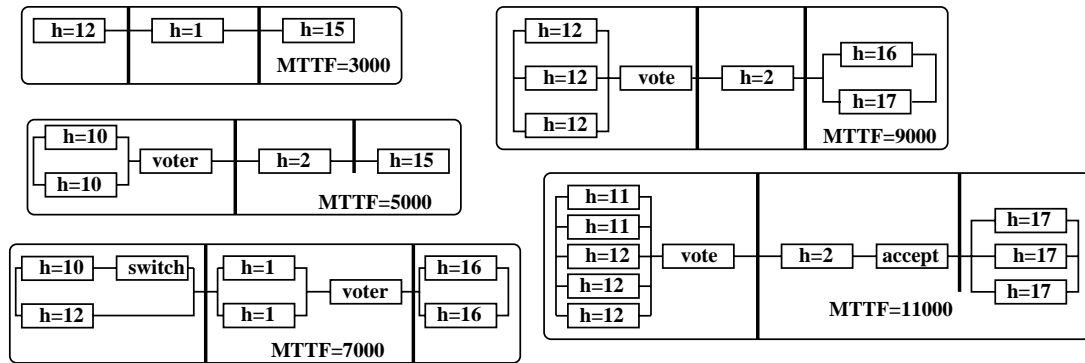 h=12 h=1 h=15
MTTF=3000
h=10
voter
h=10
h=2 h=15
MTTF=5000
h=10 switch
h=12
h=1
h=1
voter
h=16
h=16
MTTF=7000
h=12
h=12
h=12
vote
h=2
h=16
h=17
MTTF=9000
h=11
h=11
h=12
h=12
h=12
vote
h=2 accept
h=17
h=17
h=17
MTTF=11000